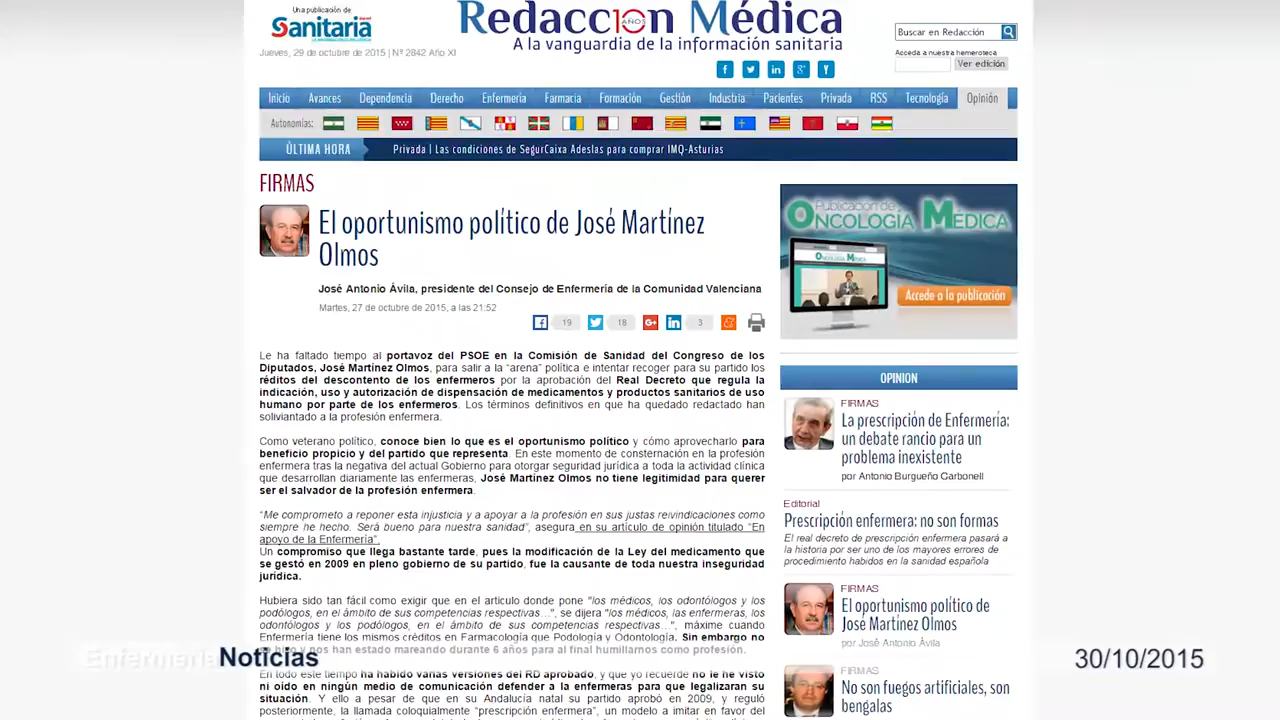 Una publicación de
Sanitaria
Jueves, 29 de octubre de 2015 | Nº 2842 Año XI
Redacción Médica
10 AÑOS
A la vanguardia de la información sanitaria
Buscar en Redacción
Acceda a nuestra hemeroteca
Ver edición
Inicio Avances Dependencia Derecho Enfermería Farmacia Formación Gestión Industria Pacientes Privada RSS Tecnología Opinión
Autonomías:
ÚLTIMA HORA Privada | Las condiciones de SegurCaixa Adeslas para comprar IMQ-Asturias
FIRMAS
El oportunismo político de José Martínez
Olmos
José Antonio Ávila, presidente del Consejo de Enfermería de la Comunidad Valenciana
Martes, 27 de octubre de 2015, a las 21:52
19 18 3
Le ha faltado tiempo al portavoz del PSOE en la Comisión de Sanidad del Congreso de los
Diputados, José Martínez Olmos, para salir a la “arena” política e intentar recoger para su partido los
réditos del descontento de los enfermeros por la aprobación del Real Decreto que regula la
indicación, uso y autorización de dispensación de medicamentos y productos sanitarios de uso
humano por parte de los enfermeros. Los términos definitivos en que ha quedado redactado han
soliviantado a la profesión enfermera.
Como veterano político, conoce bien lo que es el oportunismo político y cómo aprovecharlo para
beneficio propicio y del partido que representa. En este momento de consternación en la profesión
enfermera tras la negativa del actual Gobierno para otorgar seguridad jurídica a toda la actividad clínica
que desarrollan diariamente las enfermeras, José Martínez Olmos no tiene legitimidad para querer
ser el salvador de la profesión enfermera.
“Me comprometo a reponer esta injusticia y a apoyar a la profesión en sus justas reivindicaciones como
siempre he hecho. Será bueno para nuestra sanidad”, asegura en su artículo de opinión titulado “En
apoyo de la Enfermería”.
Un compromiso que llega bastante tarde, pues la modificación de la Ley del medicamento que
se gestó en 2009 en pleno gobierno de su partido, fue la causante de toda nuestra inseguridad
jurídica.
Hubiera sido tan fácil como exigir que en el artículo donde pone "los médicos, los odontólogos y los
podólogos, en el ámbito de sus competencias respectivas…", se dijera "los médicos, las enfermeras, los
odontólogos y los podólogos, en el ámbito de sus competencias respectivas…", máxime cuando
Enfermería tiene los mismos créditos en Farmacología que Podología y Odontología. Sin embargo no
se hizo y nos han estado mareando durante 6 años para al final humillarnos como profesión.
En todo este tiempo ha habido varias versiones del RD aprobado, y que yo recuerde no le he visto
ni oído en ningún medio de comunicación defender a la enfermeras para que legalizaran su
situación. Y ello a pesar de que en su Andalucía natal su partido aprobó en 2009, y reguló
posteriormente, la llamada coloquialmente “prescripción enfermera”, un modelo a imitar en favor del
Publicación de
ONCOLOGÍA MÉDICA
Accede a la publicación
OPINION
FIRMAS
La prescripción de Enfermería:
un debate rancio para un
problema inexistente
por Antonio Burgueño Carbonell
Editorial
Prescripción enfermera: no son formas
El real decreto de prescripción enfermera pasará a
la historia por ser uno de los mayores errores de
procedimiento habidos en la sanidad española
FIRMAS
El oportunismo político de
José Martínez Olmos
por José Antonio Ávila
FIRMAS
No son fuegos artificiales, son
bengalas
Enfermería Noticias
30/10/2015